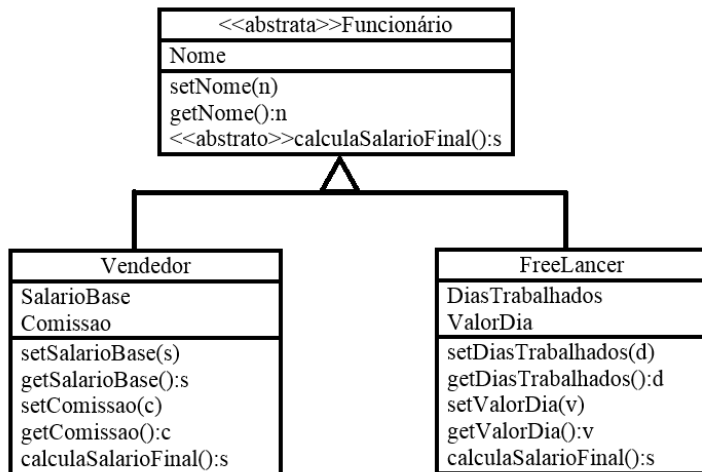 <<abstrata>>Funcionário
Nome
setNome(n)
getNome():n
<<abstrato>>calculaSalarioFinal():s
Vendedor
SalarioBase
Comissao
setSalarioBase(s)
getSalarioBase():s
setComissao(c)
getComissao():c
calculaSalarioFinal():s
FreeLancer
DiasTrabalhados
ValorDia
setDiasTrabalhados(d)
getDiasTrabalhados():d
setValorDia(v)
getValorDia():v
calculaSalarioFinal():s